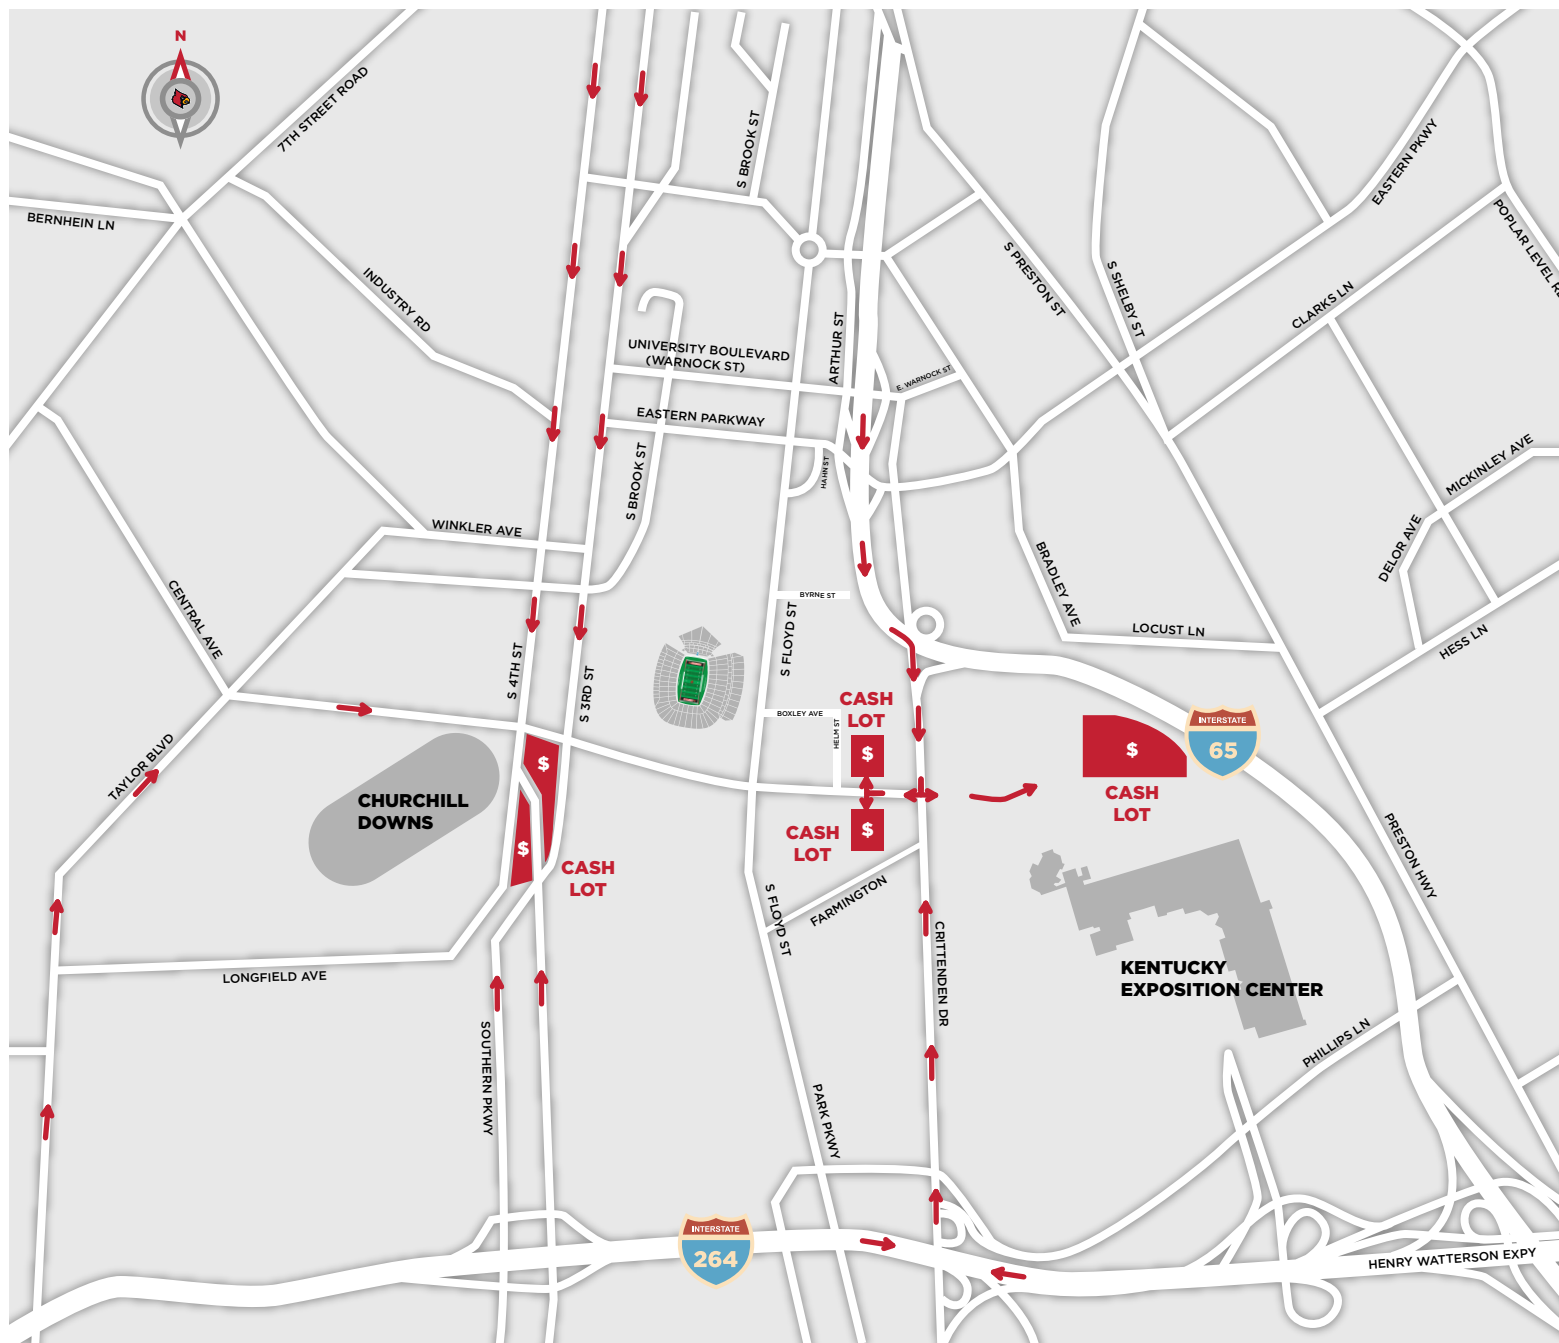 N
7TH STREET ROAD
BERNHEIN LN
INDUSTRY RD
S BROOK ST
EASTERN PKWY
POPLAR LEVEL R
S PRESTON ST
S SHELBY ST
CLARKS LN
ARTHUR ST
UNIVERSITY BOULEVARD
(WARNOCK ST)
E. WARNOCK ST
EASTERN PARKWAY
S BROOK ST
HAHN ST
MICKINLEY AVE
DELOR AVE
WINKLER AVE
CENTRAL AVE
BRADLEY AVE
BYRNE ST
LOCUST LN
HESS LN
S FLOYD ST
S 4TH ST
S 3RD ST
BOXLEY AVE
HELM ST
CASH
LOT
$
$
INTERSTATE
65
CASH
LOT
TAYLOR BLVD
$
CHURCHILL
DOWNS
$
CASH
LOT
$
CASH
LOT
PRESTON HWY
FARMINGTON
S FLOYD ST
CRITTENDEN DR
LONGFIELD AVE
KENTUCKY
EXPOSITION CENTER
SOUTHERN PKWY
PHILLIPS LN
PARK PKWY
INTERSTATE
264
HENRY WATTERSON EXPY